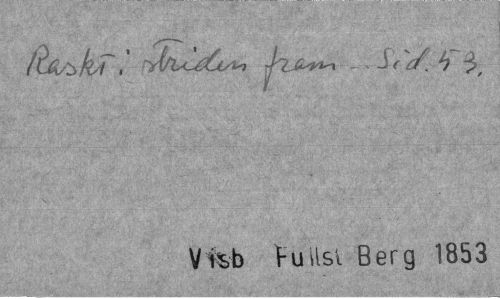 Raskt i striden fram - Sid. 53.
Visb Fullst Berg 1853